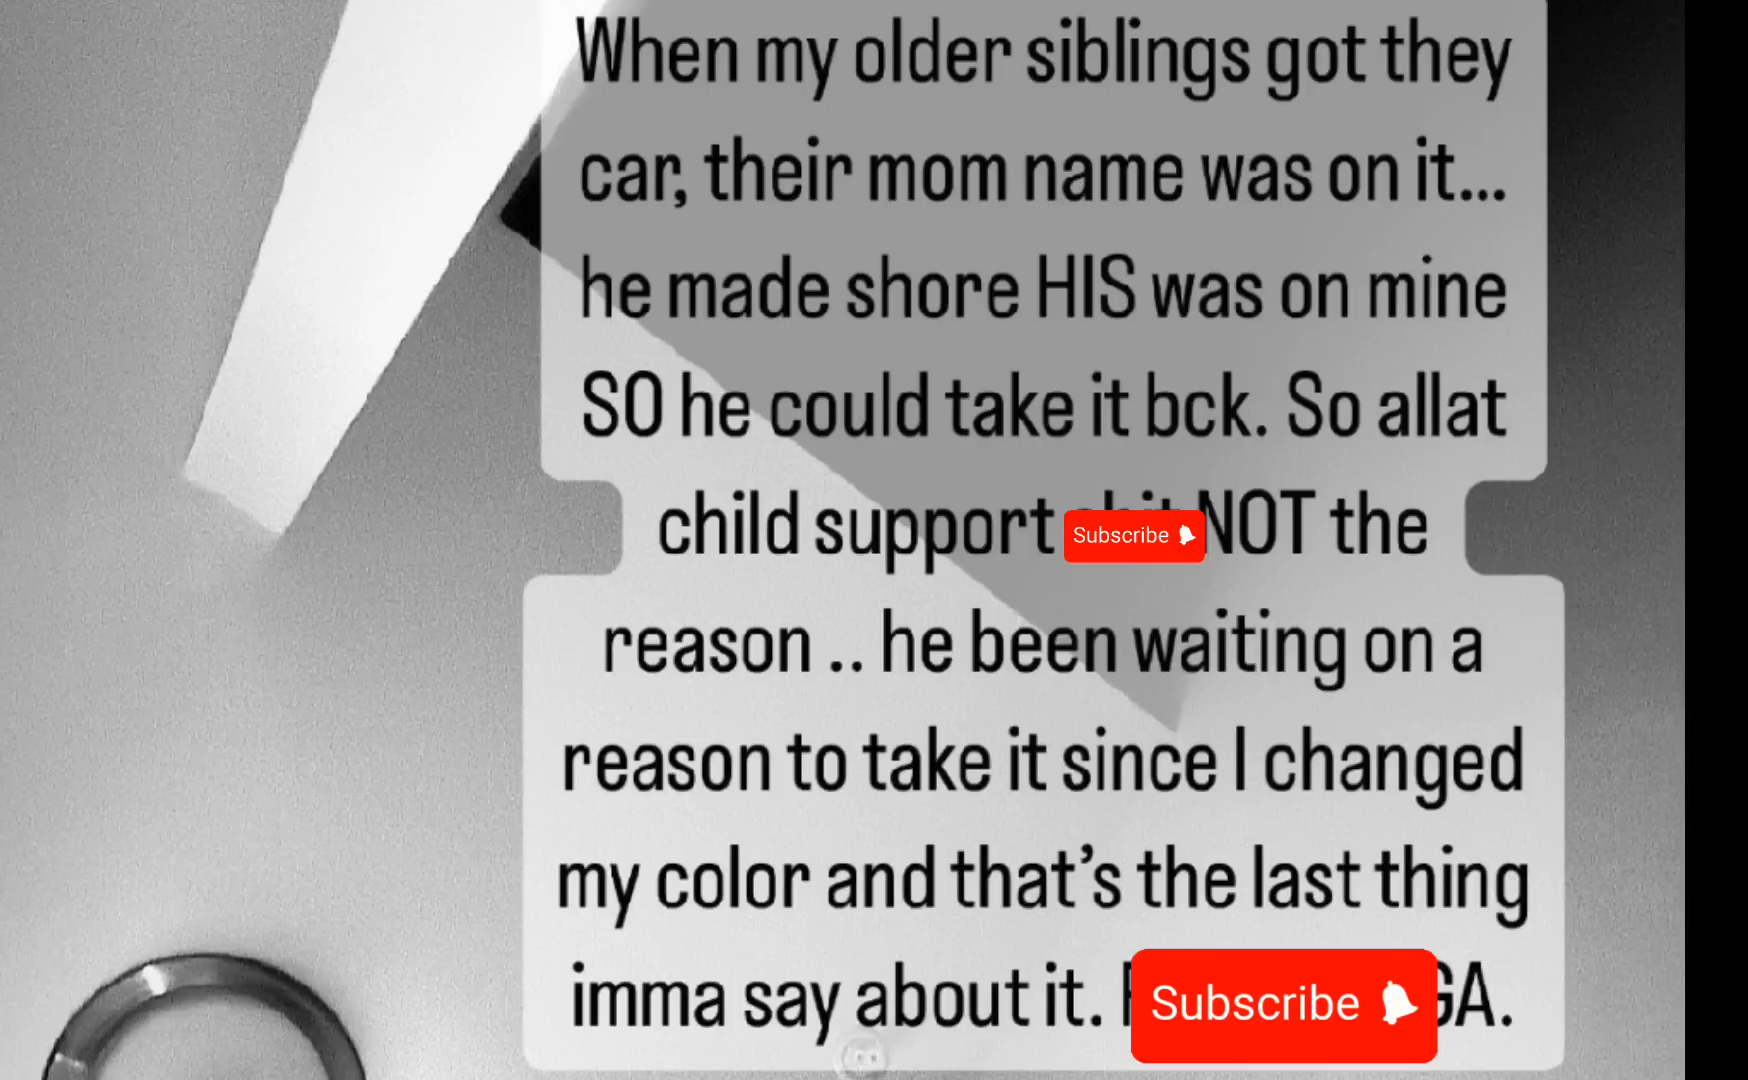 When my older siblings got they
car, their mom name was on it...
he made shore HIS was on mine
SO he could take it bck. So allat
child support Subscribe NOT the
reason .. he been waiting on a
reason to take it since I changed
my color and that's the last thing
imma say about it. Subscribe